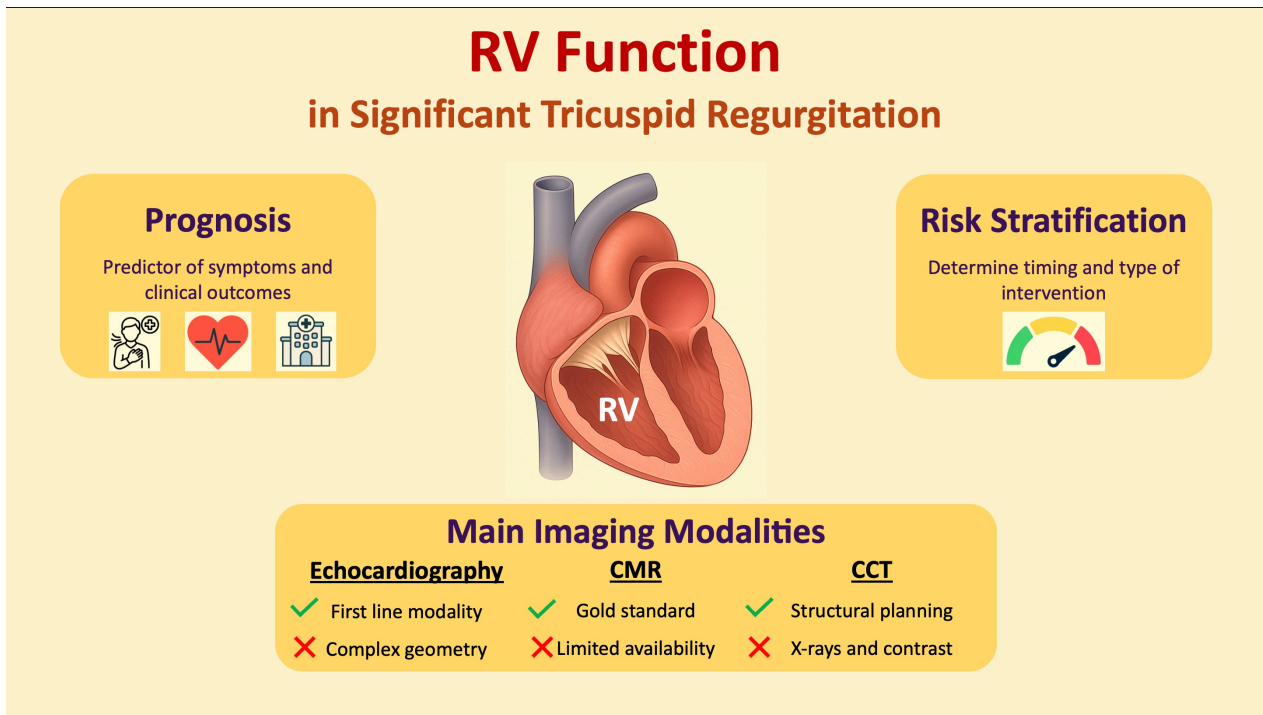 RV Function
in Significant Tricuspid Regurgitation
Prognosis
Predictor of symptoms and
clinical outcomes
Risk Stratification
Determine timing and type of
intervention
RV
Main Imaging Modalities
Echocardiography
First line modality
Complex geometry
CMR
Gold standard
Limited availability
CCT
Structural planning
X-rays and contrast